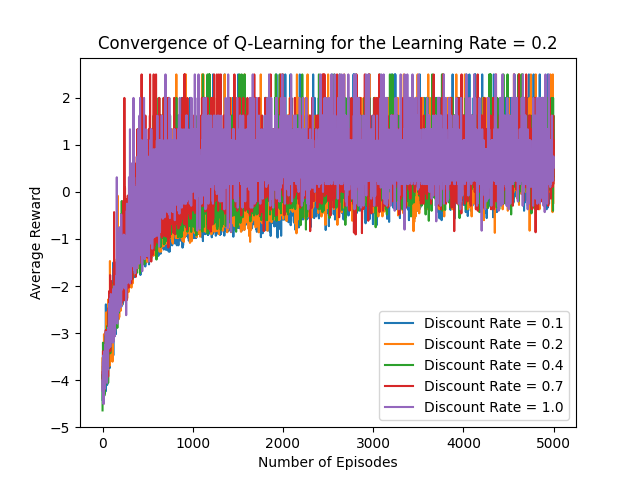 Convergence of Q-Learning for the Learning Rate = 0.2
Average Reward
2
1
0
−1
−2
−3
−4
−5
0
1000
2000
3000
4000
5000
Number of Episodes
Discount Rate = 0.1
Discount Rate = 0.2
Discount Rate = 0.4
Discount Rate = 0.7
Discount Rate = 1.0